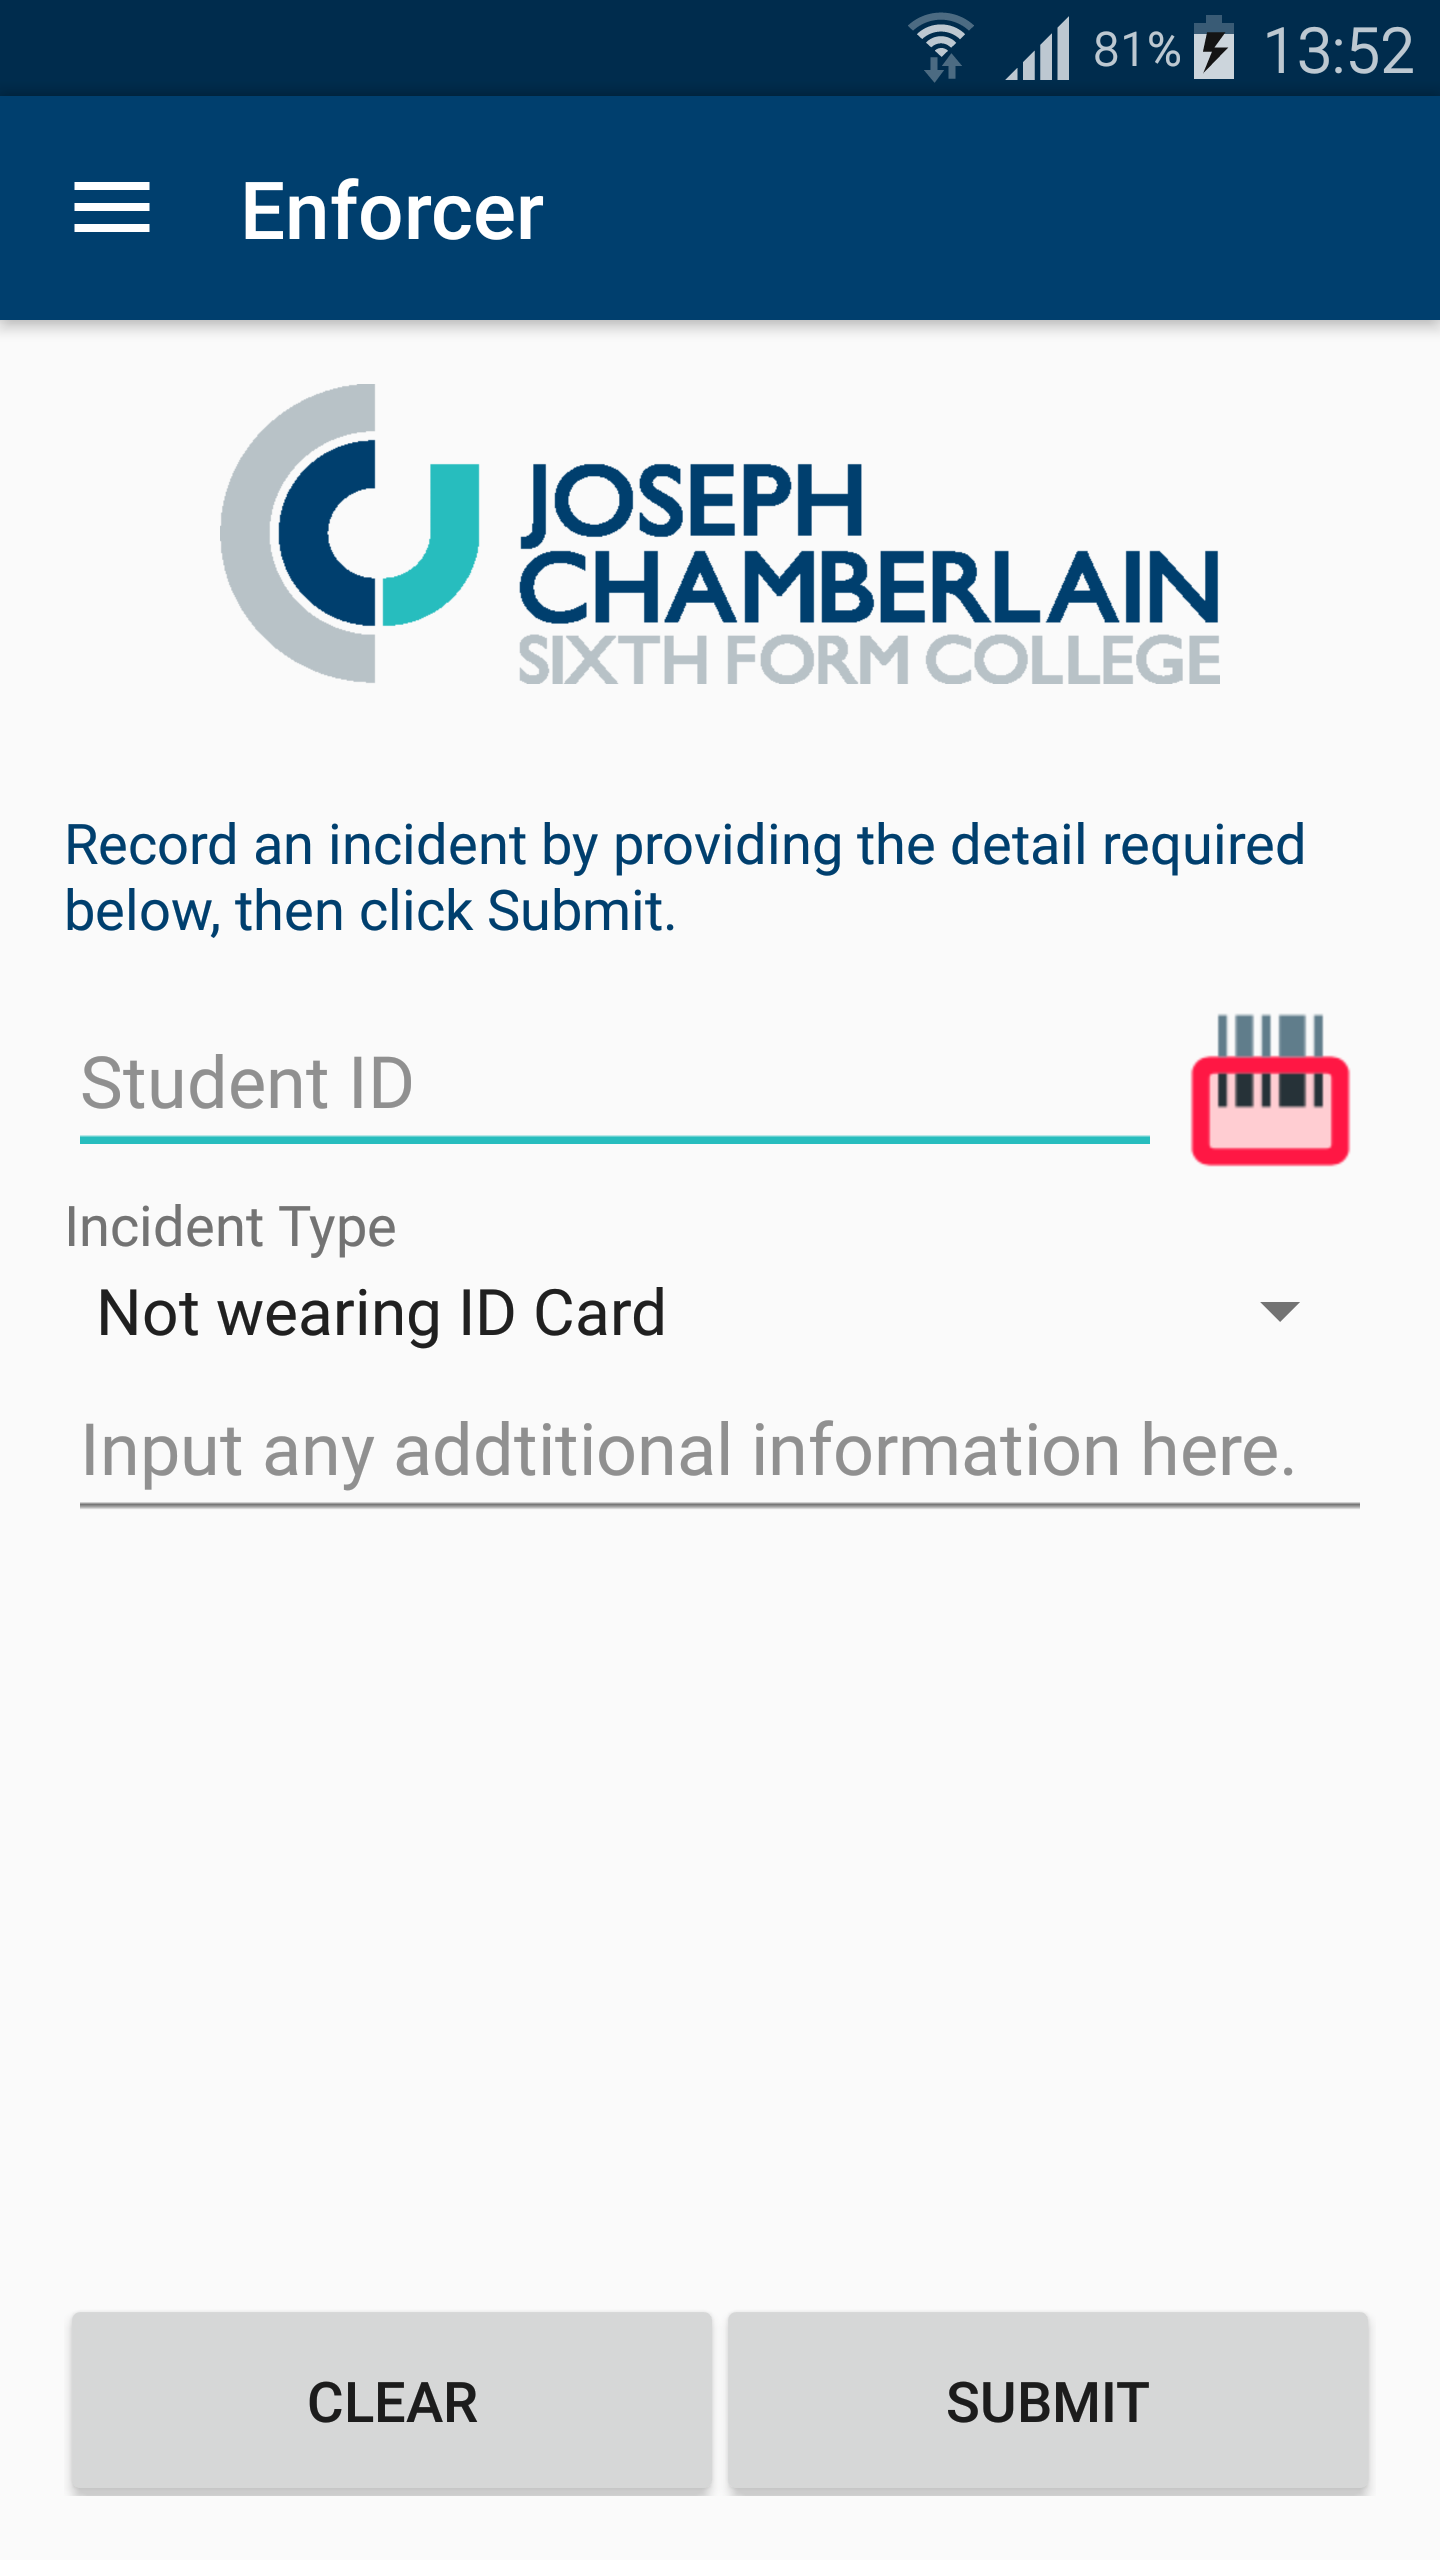 81% 13:52
Enforcer
JOSEPH
CHAMBERLAIN
SIXTH FORM COLLEGE
Record an incident by providing the detail required
below, then click Submit.
Student ID
Incident Type
Not wearing ID Card
Input any addtitional information here.
CLEAR SUBMIT